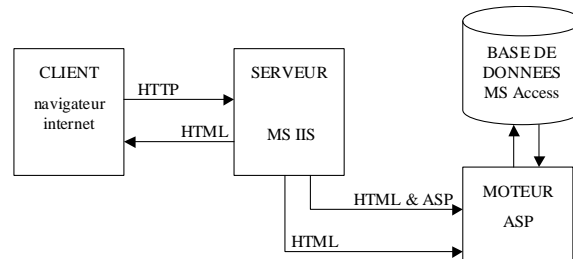 CLIENT
navigateur
internet
HTTP
HTML
SERVEUR
MS IIS
BASE DE
DONNEES
MS Access
HTML & ASP
HTML
MOTEUR
ASP